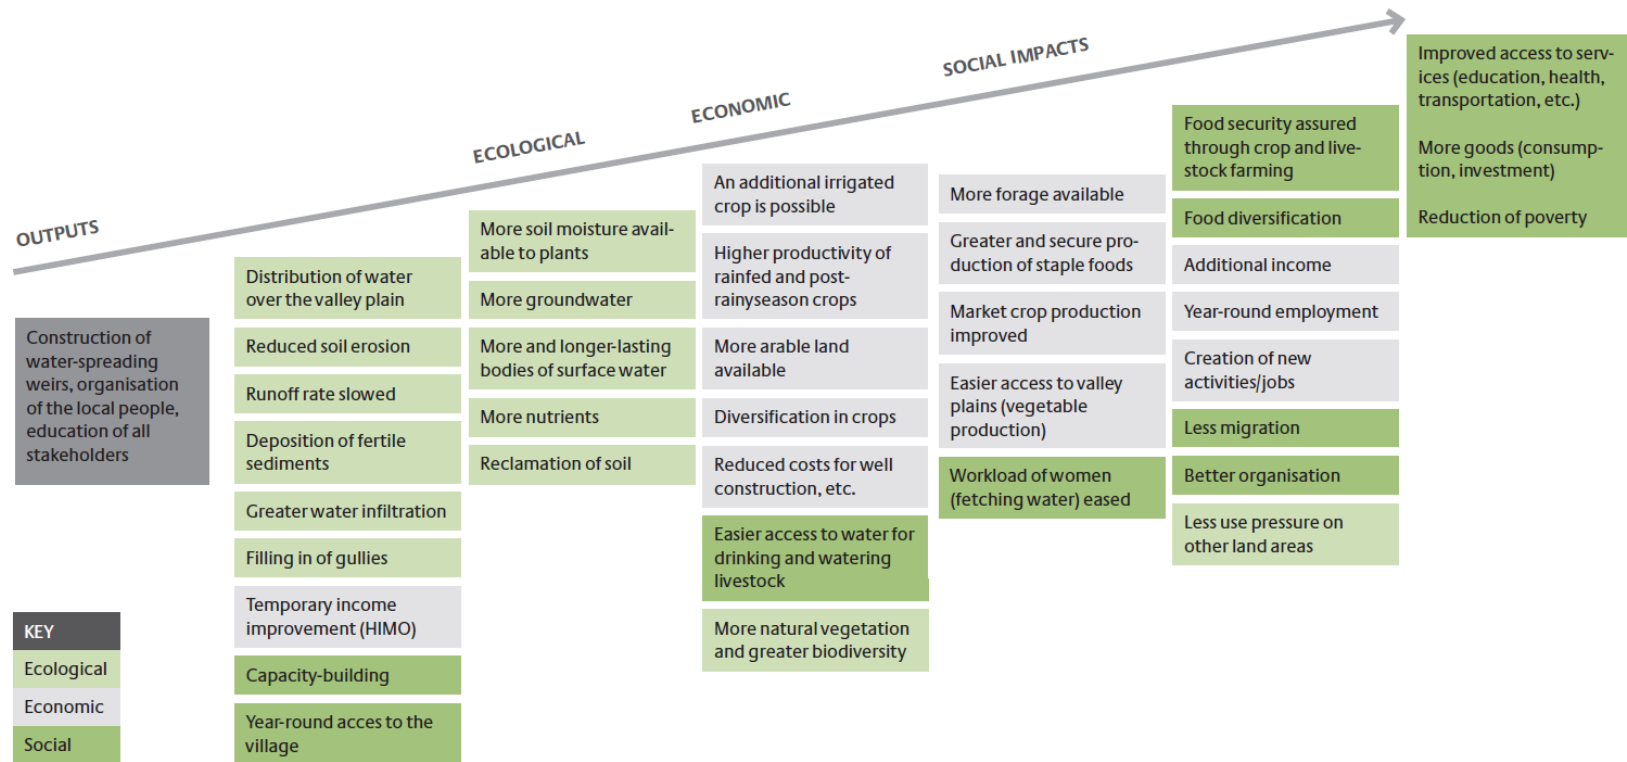 OUTPUTS
ECOLOGICAL
ECONOMIC
SOCIAL IMPACTS
Construction of
water-spreading
weirs, organisation
of the local people,
education of all
stakeholders
Distribution of water
over the valley plain
Reduced soil erosion
Runoff rate slowed
Deposition of fertile
sediments
Greater water infiltration
Filling in of gullies
Temporary income
improvement (HIMO)
Capacity-building
Year-round acces to the
village
More soil moisture avail-
able to plants
More groundwater
More and longer-lasting
bodies of surface water
More nutrients
Reclamation of soil
An additional irrigated
crop is possible
Higher productivity of
rainfed and post-
rainyseason crops
More arable land
available
Diversification in crops
Reduced costs for well
construction, etc.
Easier access to water for
drinking and watering
livestock
More natural vegetation
and greater biodiversity
More forage available
Greater and secure pro-
duction of staple foods
Market crop production
improved
Easier access to valley
plains (vegetable
production)
Workload of women
(fetching water) eased
Food security assured
through crop and live-
stock farming
Food diversification
Additional income
Year-round employment
Creation of new
activities/jobs
Less migration
Better organisation
Less use pressure on
other land areas
Improved access to serv-
ices (education, health,
transportation, etc.)
More goods (consump-
tion, investment)
Reduction of poverty
KEY
Ecological
Economic
Social